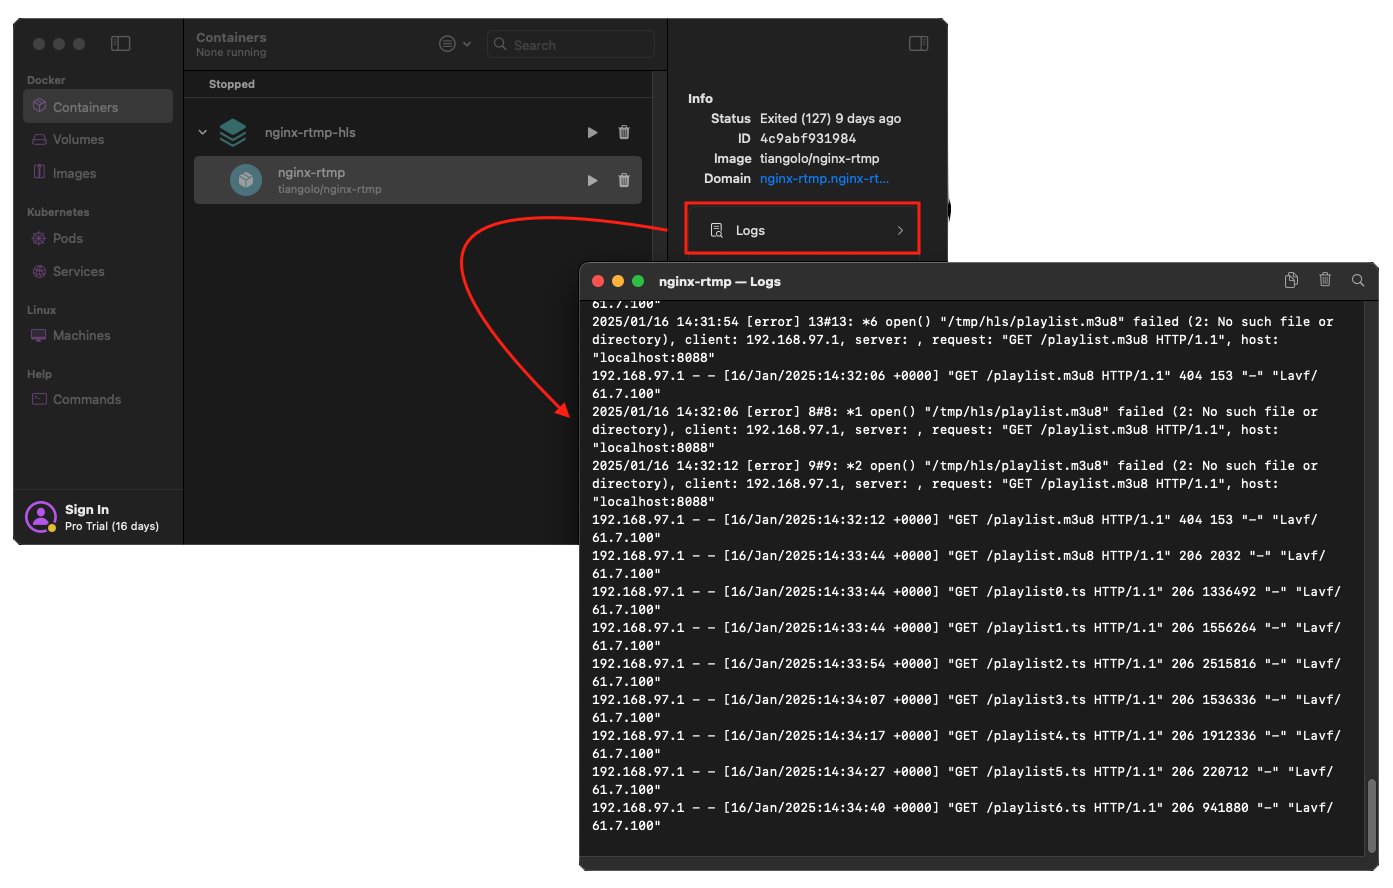 Containers
None running
Search
Docker
Containers
Volumes
Images
Kubernetes
Pods
Services
Linux
Machines
Help
Commands
Sign In
Pro Trial (16 days)
Stopped
nginx-rtmp-hls
nginx-rtmp
tiangolo/nginx-rtmp
Info
Status Exited (127) 9 days ago
ID 4c9abf931984
Image tiangolo/nginx-rtmp
Domain nginx-rtmp.nginx-rt...
Logs
nginx-rtmp — Logs
61.7.100"
2025/01/16 14:31:54 [error] 13#13: *6 open() "/tmp/hls/playlist.m3u8" failed (2: No such file or
directory), client: 192.168.97.1, server: , request: "GET /playlist.m3u8 HTTP/1.1", host:
"localhost:8088"
192.168.97.1 - - [16/Jan/2025:14:32:06 +0000] "GET /playlist.m3u8 HTTP/1.1" 404 153 "-" "Lavf/
61.7.100"
2025/01/16 14:32:06 [error] 8#8: *1 open() "/tmp/hls/playlist.m3u8" failed (2: No such file or
directory), client: 192.168.97.1, server: , request: "GET /playlist.m3u8 HTTP/1.1", host:
"localhost:8088"
2025/01/16 14:32:12 [error] 9#9: *2 open() "/tmp/hls/playlist.m3u8" failed (2: No such file or
directory), client: 192.168.97.1, server: , request: "GET /playlist.m3u8 HTTP/1.1", host:
"localhost:8088"
192.168.97.1 - - [16/Jan/2025:14:32:12 +0000] "GET /playlist.m3u8 HTTP/1.1" 404 153 "-" "Lavf/
61.7.100"
192.168.97.1 - - [16/Jan/2025:14:33:44 +0000] "GET /playlist.m3u8 HTTP/1.1" 206 2032 "-" "Lavf/
61.7.100"
192.168.97.1 - - [16/Jan/2025:14:33:44 +0000] "GET /playlist0.ts HTTP/1.1" 206 1336492 "-" "Lavf/
61.7.100"
192.168.97.1 - - [16/Jan/2025:14:33:44 +0000] "GET /playlist1.ts HTTP/1.1" 206 1556264 "-" "Lavf/
61.7.100"
192.168.97.1 - - [16/Jan/2025:14:33:54 +0000] "GET /playlist2.ts HTTP/1.1" 206 2515816 "-" "Lavf/
61.7.100"
192.168.97.1 - - [16/Jan/2025:14:34:07 +0000] "GET /playlist3.ts HTTP/1.1" 206 1536336 "-" "Lavf/
61.7.100"
192.168.97.1 - - [16/Jan/2025:14:34:17 +0000] "GET /playlist4.ts HTTP/1.1" 206 1912336 "-" "Lavf/
61.7.100"
192.168.97.1 - - [16/Jan/2025:14:34:27 +0000] "GET /playlist5.ts HTTP/1.1" 206 220712 "-" "Lavf/
61.7.100"
192.168.97.1 - - [16/Jan/2025:14:34:40 +0000] "GET /playlist6.ts HTTP/1.1" 206 941880 "-" "Lavf/
61.7.100"